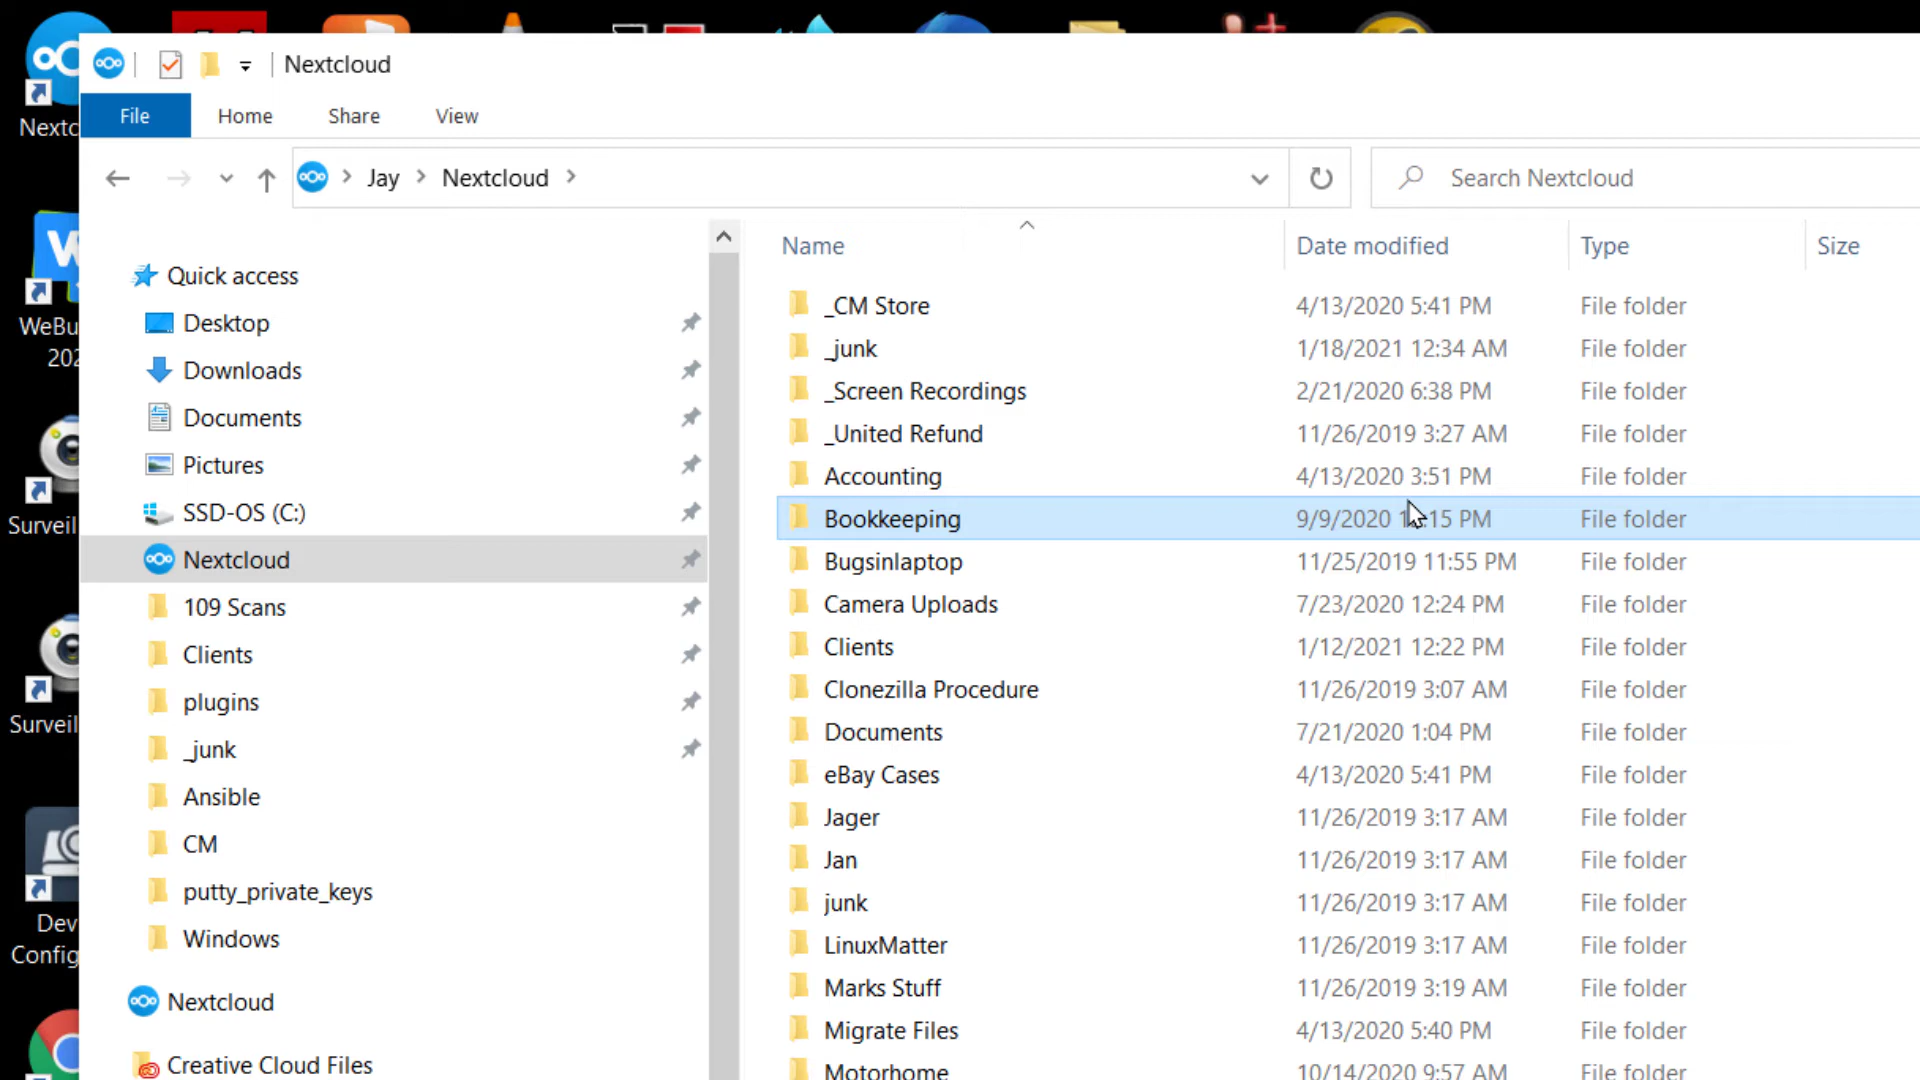 Nextcloud
File
Home
Share
View
Jay
Nextcloud
Search Nextcloud
Name
Date modified
Type
Size
Quick access
Desktop
Downloads
Documents
Pictures
SSD-OS (C:)
Nextcloud
109 Scans
Clients
plugins
_junk
Ansible
CM
putty_private_keys
Windows
Nextcloud
Creative Cloud Files
_CM Store 4/13/2020 5:41 PM File folder
_junk 1/18/2021 12:34 AM File folder
_Screen Recordings 2/21/2020 6:38 PM File folder
_United Refund 11/26/2019 3:27 AM File folder
Accounting 4/13/2020 3:51 PM File folder
Bookkeeping 9/9/2020 PM File folder
Bugsinlaptop 11/25/2019 11:55 PM File folder
Camera Uploads 7/23/2020 12:24 PM File folder
Clients 1/12/2021 12:22 PM File folder
Clonezilla Procedure 11/26/2019 3:07 AM File folder
Documents 7/21/2020 1:04 PM File folder
eBay Cases 4/13/2020 5:41 PM File folder
Jager 11/26/2019 3:17 AM File folder
Jan 11/26/2019 3:17 AM File folder
junk 11/26/2019 3:17 AM File folder
LinuxMatter 11/26/2019 3:17 AM File folder
Marks Stuff 11/26/2019 3:19 AM File folder
Migrate Files 4/13/2020 5:40 PM File folder
Motorhome 10/14/2020 9:57 AM File folder
Nextc
WeBu
202
Surveil
Surveil
Dev
Config